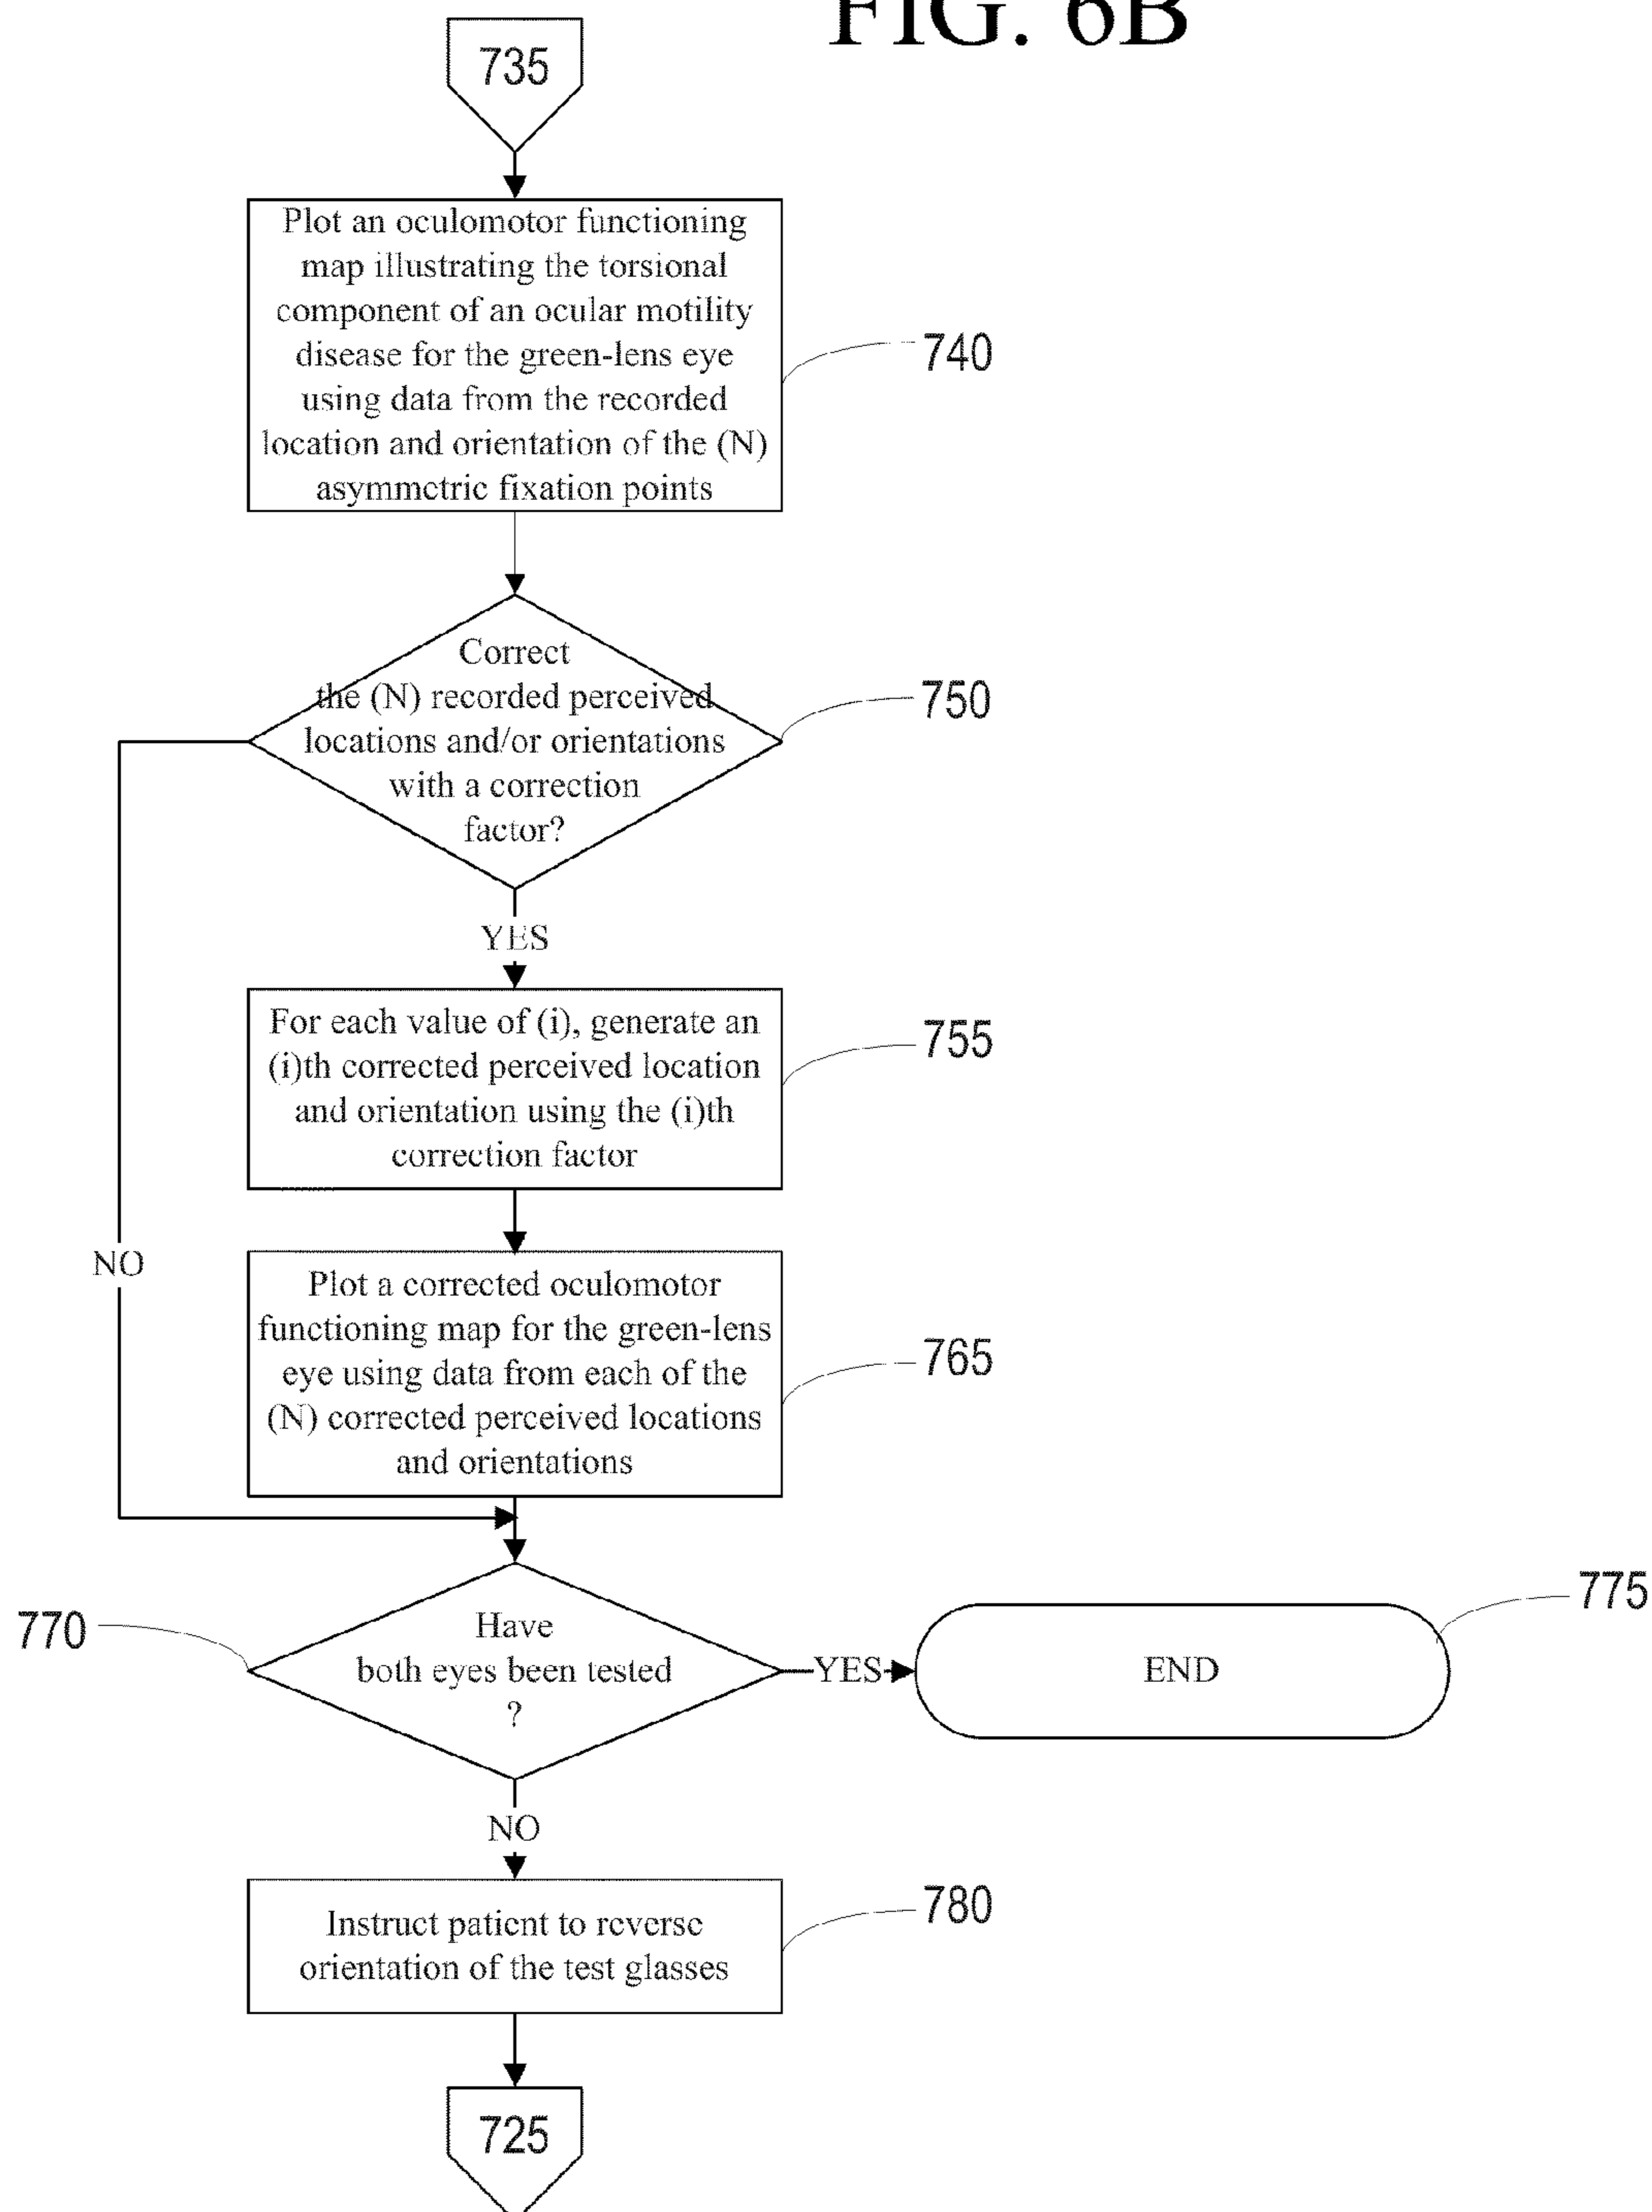 FIG. 6B
735
Plot an oculomotor functioning
map illustrating the torsional
component of an ocular motility
disease for the green-lens eye
using data from the recorded
location and orientation of the (N)
asymmetric fixation points
740
Correct
the (N) recorded perceived
locations and/or orientations
with a correction
factor?
750
YES
For each value of (i), generate an
(i)th corrected perceived location
and orientation using the (i)th
correction factor
755
NO
Plot a corrected oculomotor
functioning map for the green-lens
eye using data from each of the
(N) corrected perceived locations
and orientations
765
770
Have
both eyes been tested
?
YES
END
775
NO
Instruct patient to reverse
orientation of the test glasses
780
725